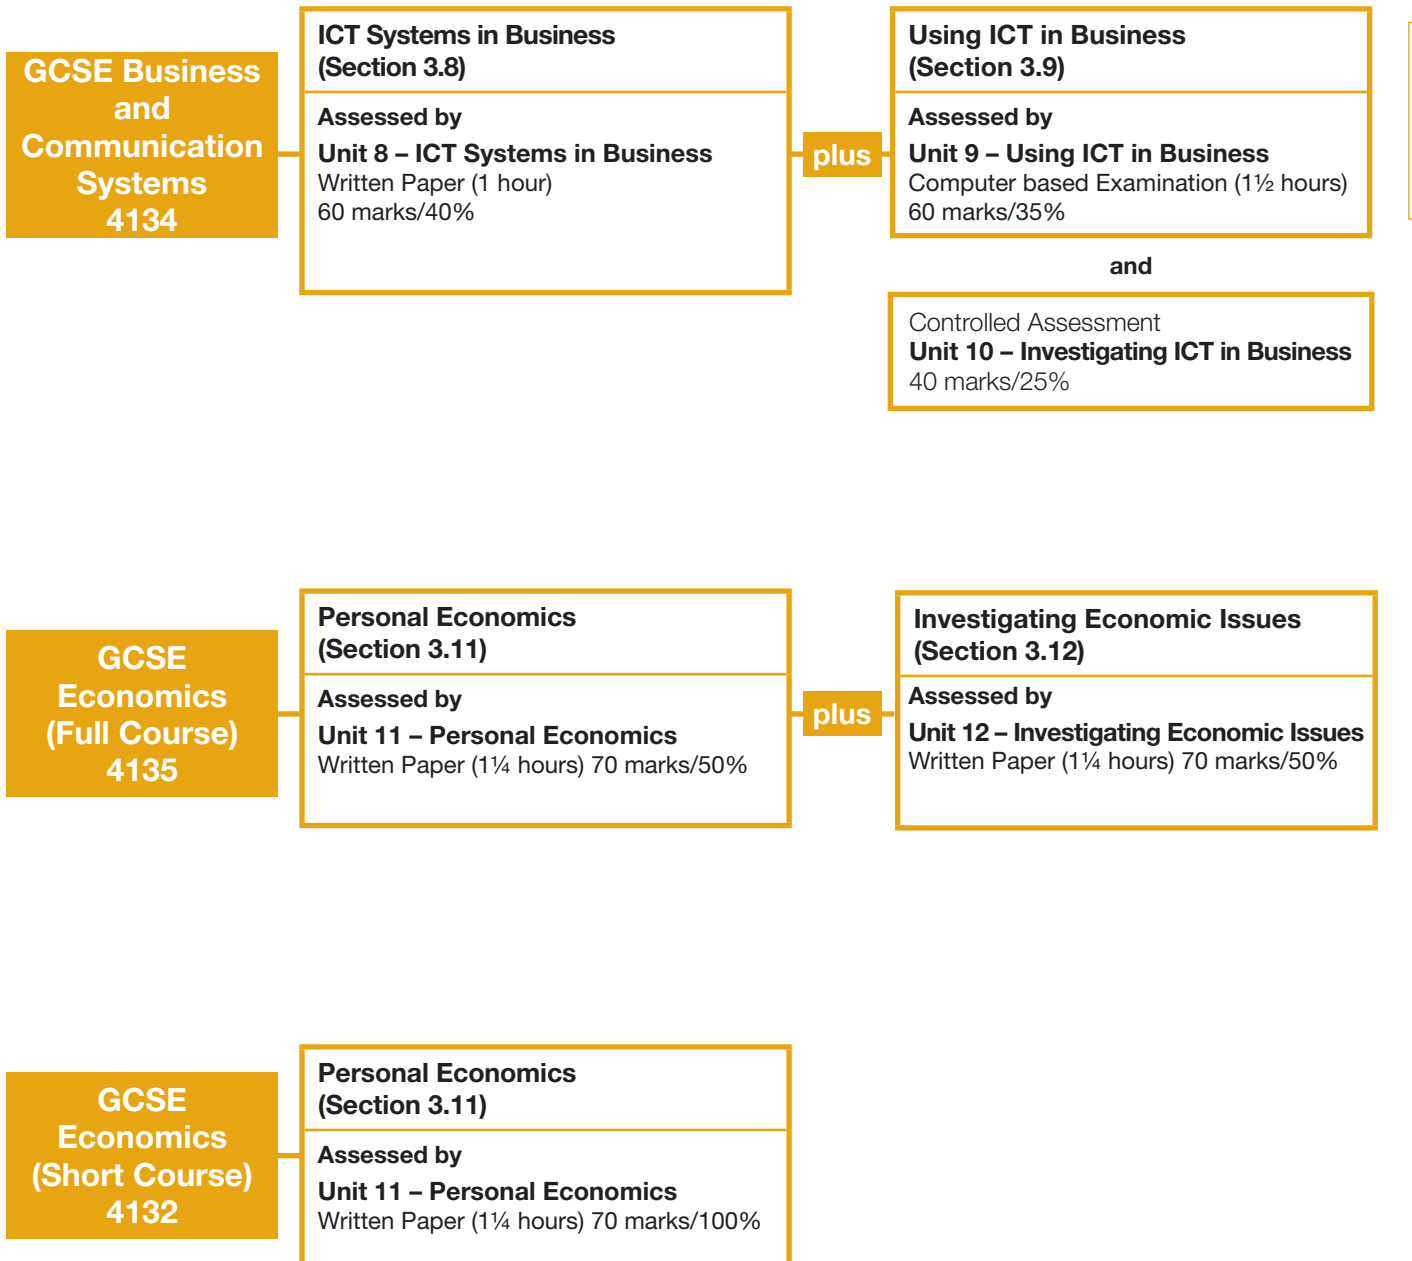 GCSE Business
and
Communication
Systems
4134
ICT Systems in Business
(Section 3.8)
Assessed by
Unit 8 – ICT Systems in Business
Written Paper (1 hour)
60 marks/40%
plus
Using ICT in Business
(Section 3.9)
Assessed by
Unit 9 – Using ICT in Business
Computer based Examination (1½ hours)
60 marks/35%
and
Controlled Assessment
Unit 10 – Investigating ICT in Business
40 marks/25%
GCSE
Economics
(Full Course)
4135
Personal Economics
(Section 3.11)
Assessed by
Unit 11 – Personal Economics
Written Paper (1¼ hours) 70 marks/50%
plus
Investigating Economic Issues
(Section 3.12)
Assessed by
Unit 12 – Investigating Economic Issues
Written Paper (1¼ hours) 70 marks/50%
GCSE
Economics
(Short Course)
4132
Personal Economics
(Section 3.11)
Assessed by
Unit 11 – Personal Economics
Written Paper (1¼ hours) 70 marks/100%